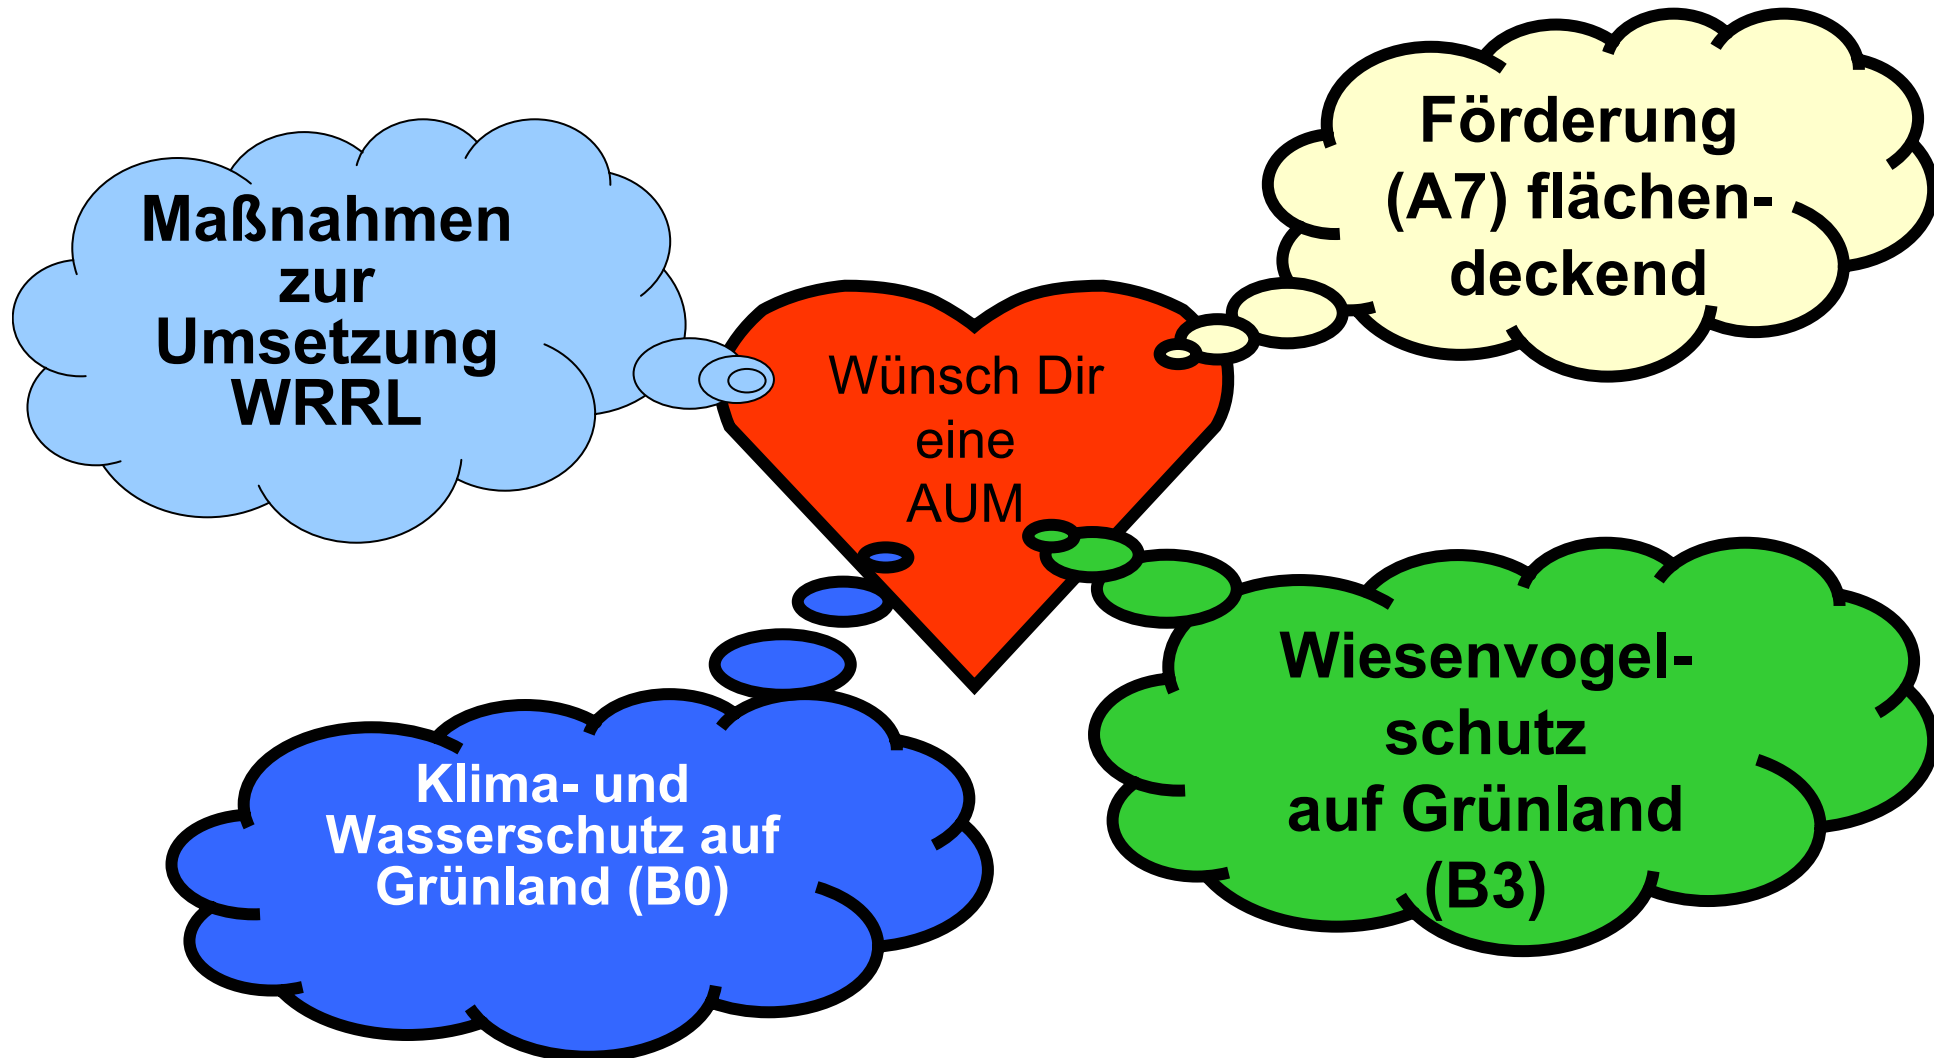 Maßnahmen
zur
Umsetzung
WRRL
Förderung
(A7) flächen-
deckend
Wünsch Dir
eine
AUM
Klima- und
Wasserschutz auf
Grünland (B0)
Wiesenvogel-
schutz
auf Grünland
(B3)